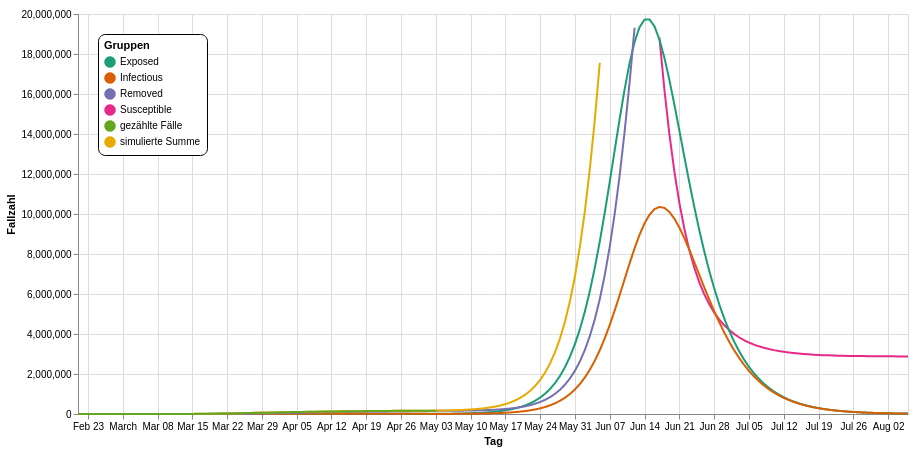 20,000,000
18,000,000
16,000,000
14,000,000
12,000,000
10,000,000
8,000,000
6,000,000
4,000,000
2,000,000
0
Fallzahl
Gruppen
Exposed
Infectious
Removed
Susceptible
gezählte Fälle
simulierte Summe
Feb 23 March Mar 08 Mar 15 Mar 22 Mar 29 Apr 05 Apr 12 Apr 19 Apr 26 May 03 May 10 May 17 May 24 May 31 Jun 07 Jun 14 Jun 21 Jun 28 Jul 05 Jul 12 Jul 19 Jul 26 Aug 02
Tag